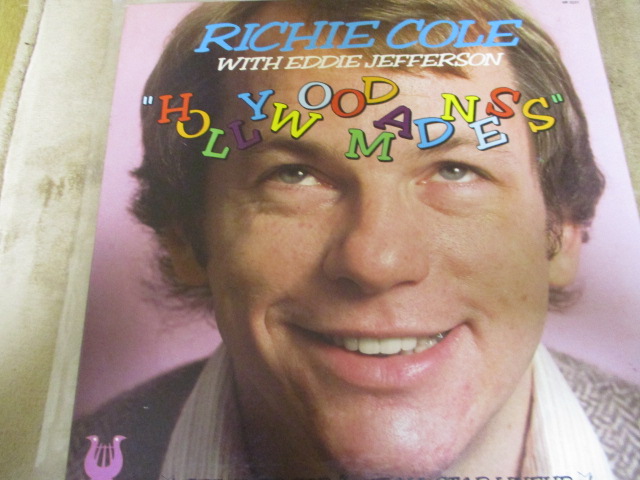 RICHIE COLE
WITH EDDIE JEFFERSON
"HOLLYWOOD MADNESS"